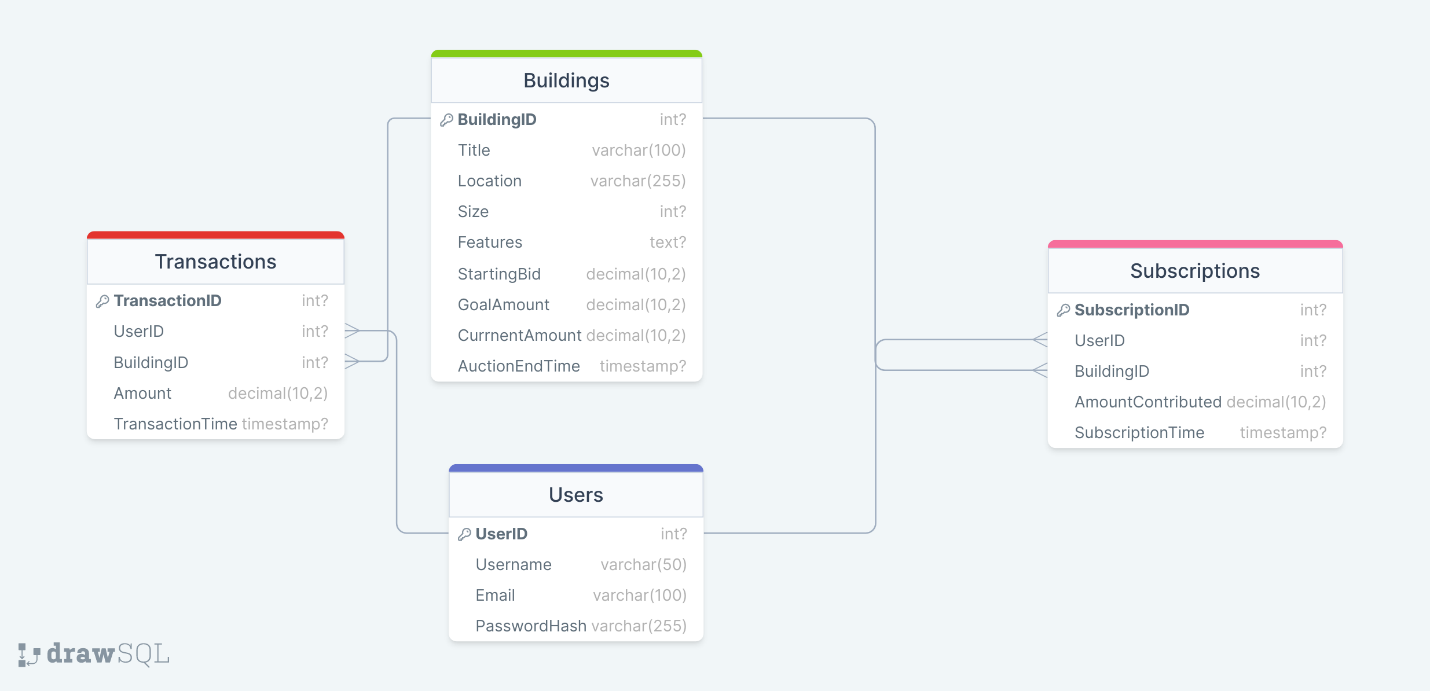 Buildings
BuildingID int?
Title varchar(100)
Location varchar(255)
Size int?
Features text?
StartingBid decimal(10,2)
GoalAmount decimal(10,2)
CurrnentAmount decimal(10,2)
AuctionEndTime timestamp?
Transactions
TransactionID int?
UserID int?
BuildingID int?
Amount decimal(10,2)
TransactionTime timestamp?
Subscriptions
SubscriptionID int?
UserID int?
BuildingID int?
AmountContributed decimal(10,2)
SubscriptionTime timestamp?
Users
UserID int?
Username varchar(50)
Email varchar(100)
PasswordHash varchar(255)
drawSQL